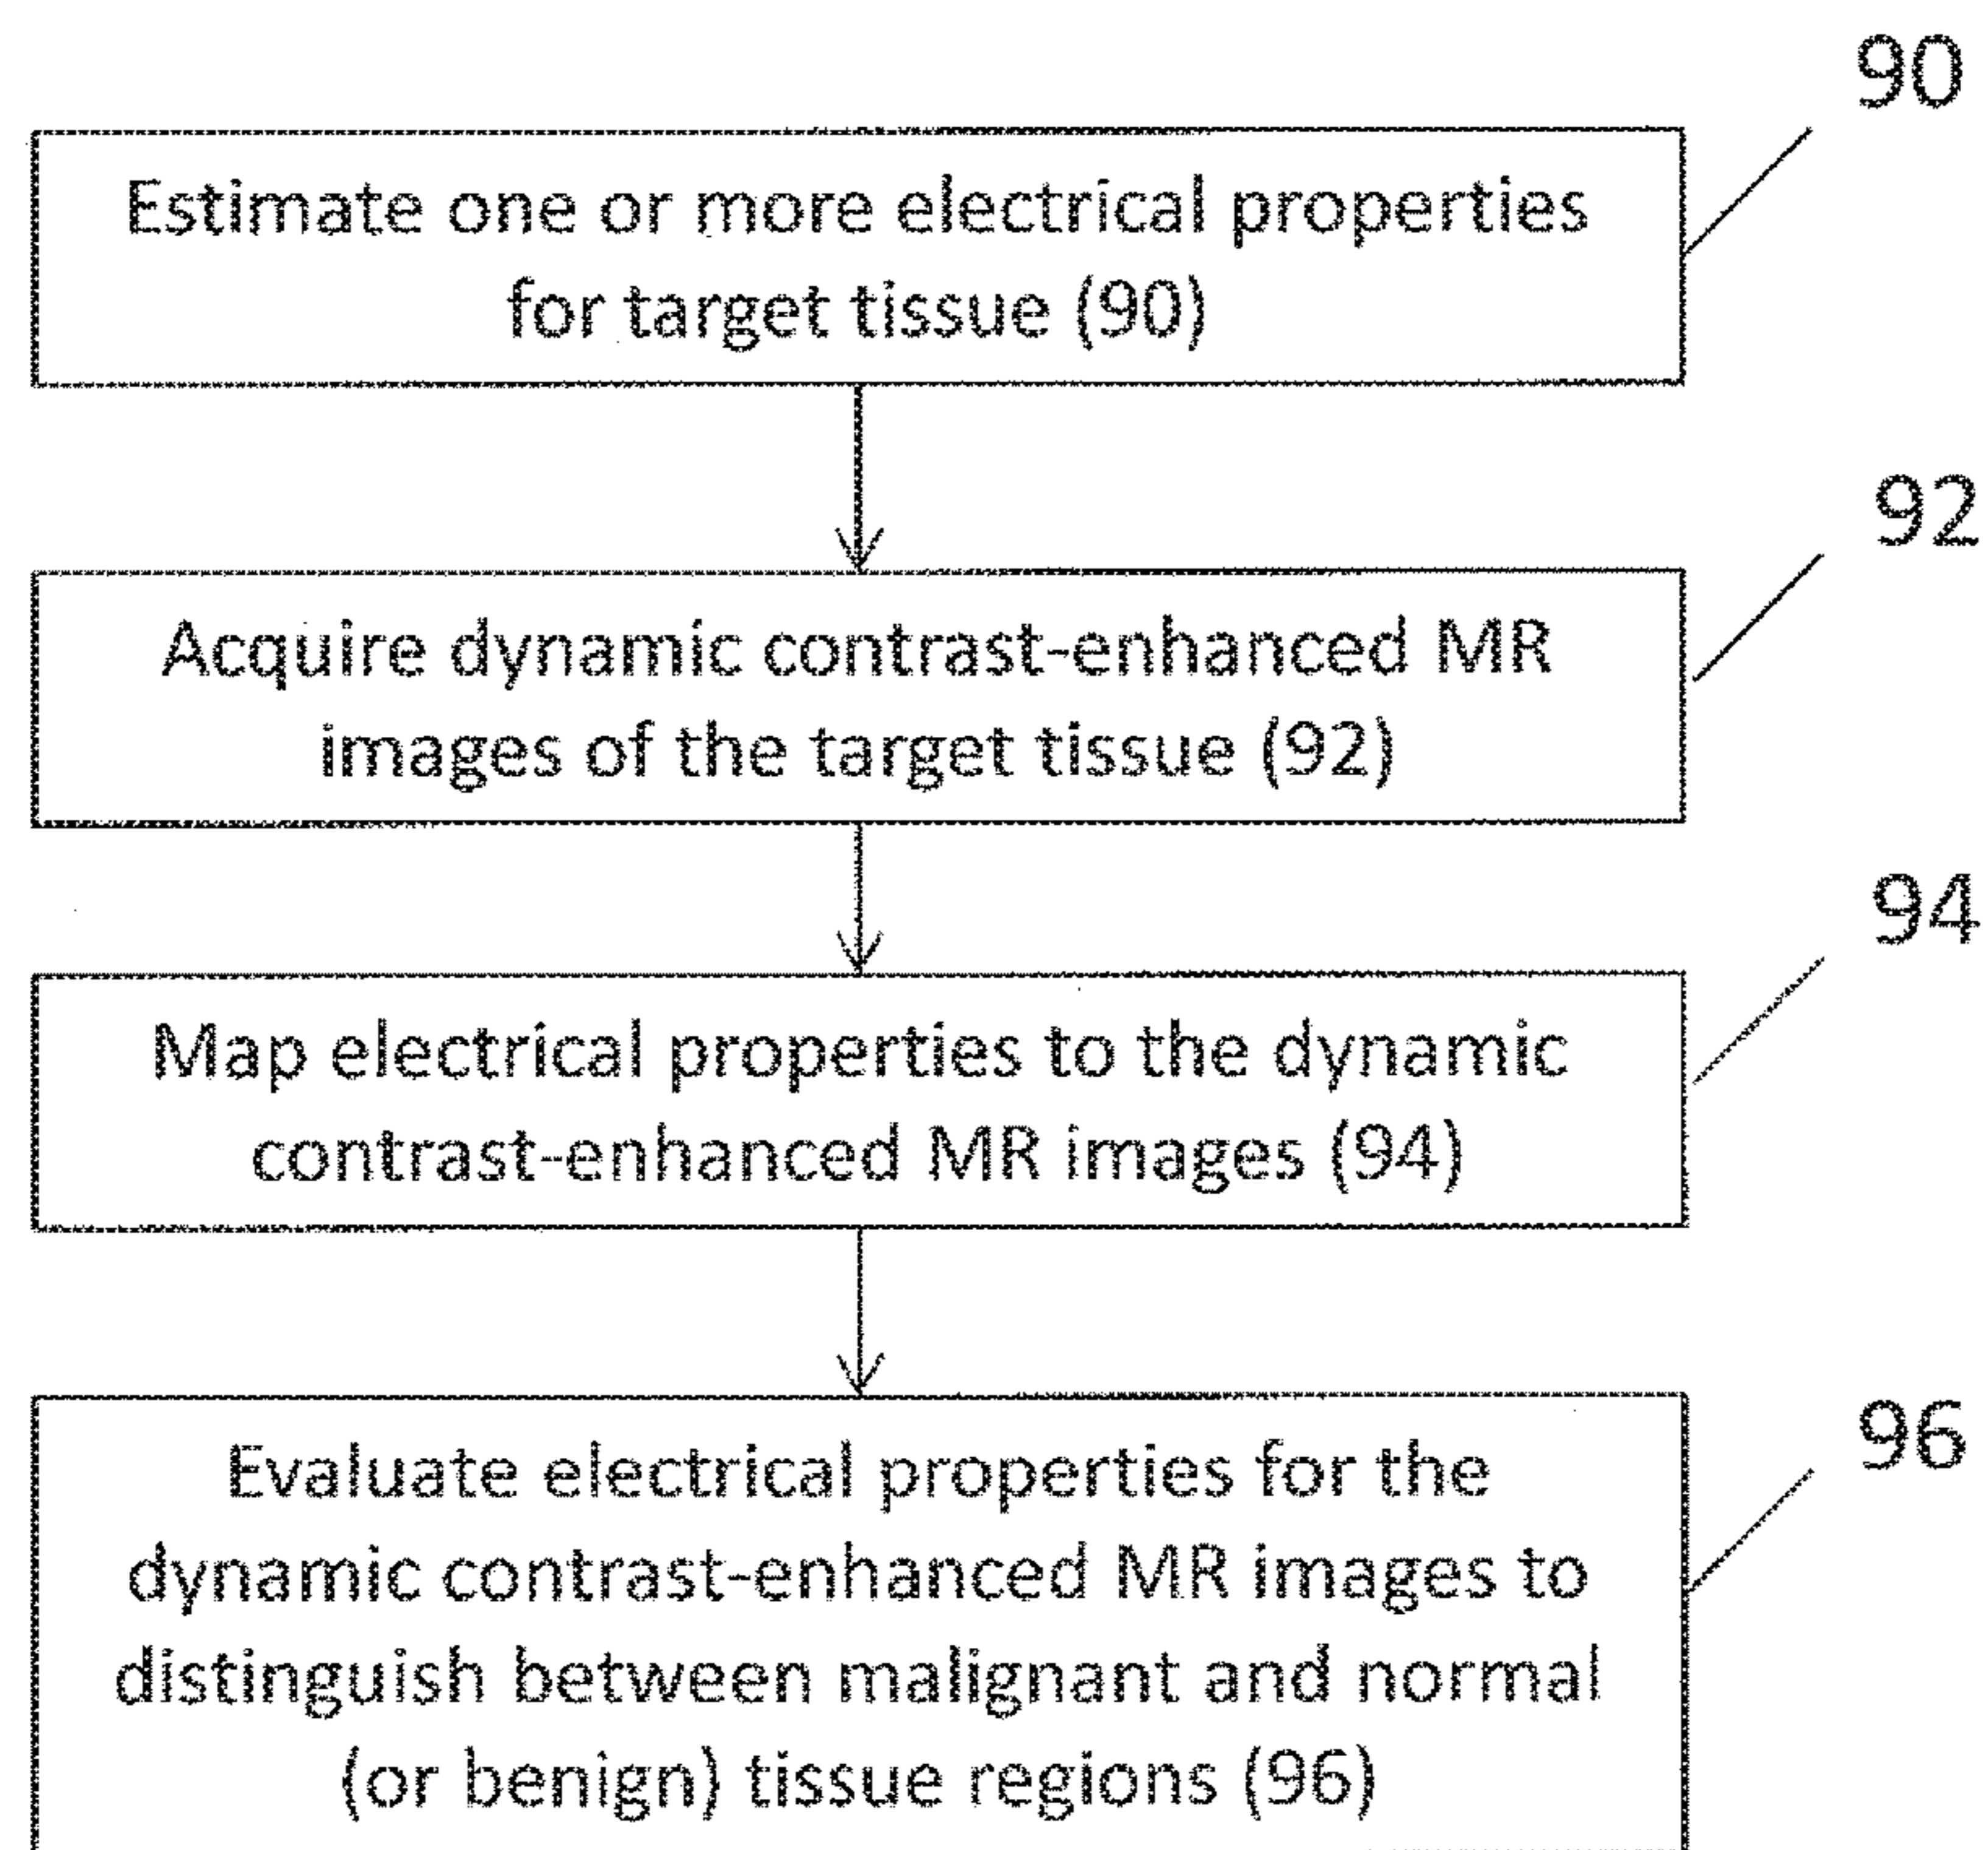 90
Estimate one or more electrical properties
for target tissue (90)
92
Acquire dynamic contrast-enhanced MR
images of the target tissue (92)
94
Map electrical properties to the dynamic
contrast-enhanced MR images (94)
96
Evaluate electrical properties for the
dynamic contrast-enhanced MR images to
distinguish between malignant and normal
(or benign) tissue regions (96)